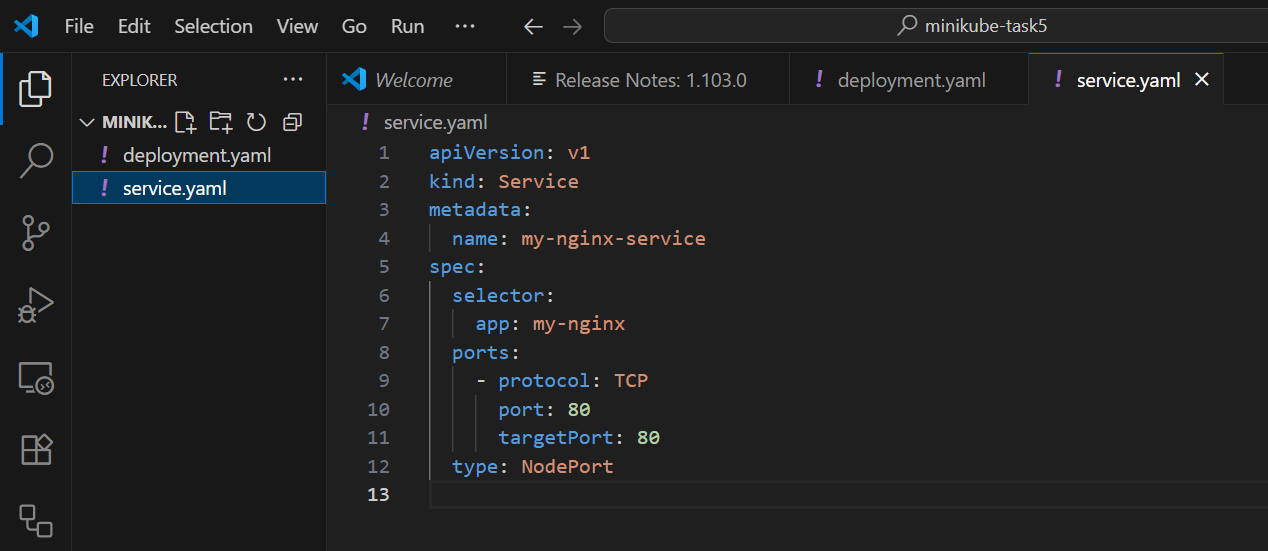 File Edit Selection View Go Run ··· ← → minikube-task5
EXPLORER ···
MINIK...
deployment.yaml
service.yaml
Welcome Release Notes: 1.103.0 ! deployment.yaml ! service.yaml ×
! service.yaml
1 apiVersion: v1
2 kind: Service
3 metadata:
4   name: my-nginx-service
5 spec:
6   selector:
7     app: my-nginx
8   ports:
9     - protocol: TCP
10       port: 80
11       targetPort: 80
12   type: NodePort
13